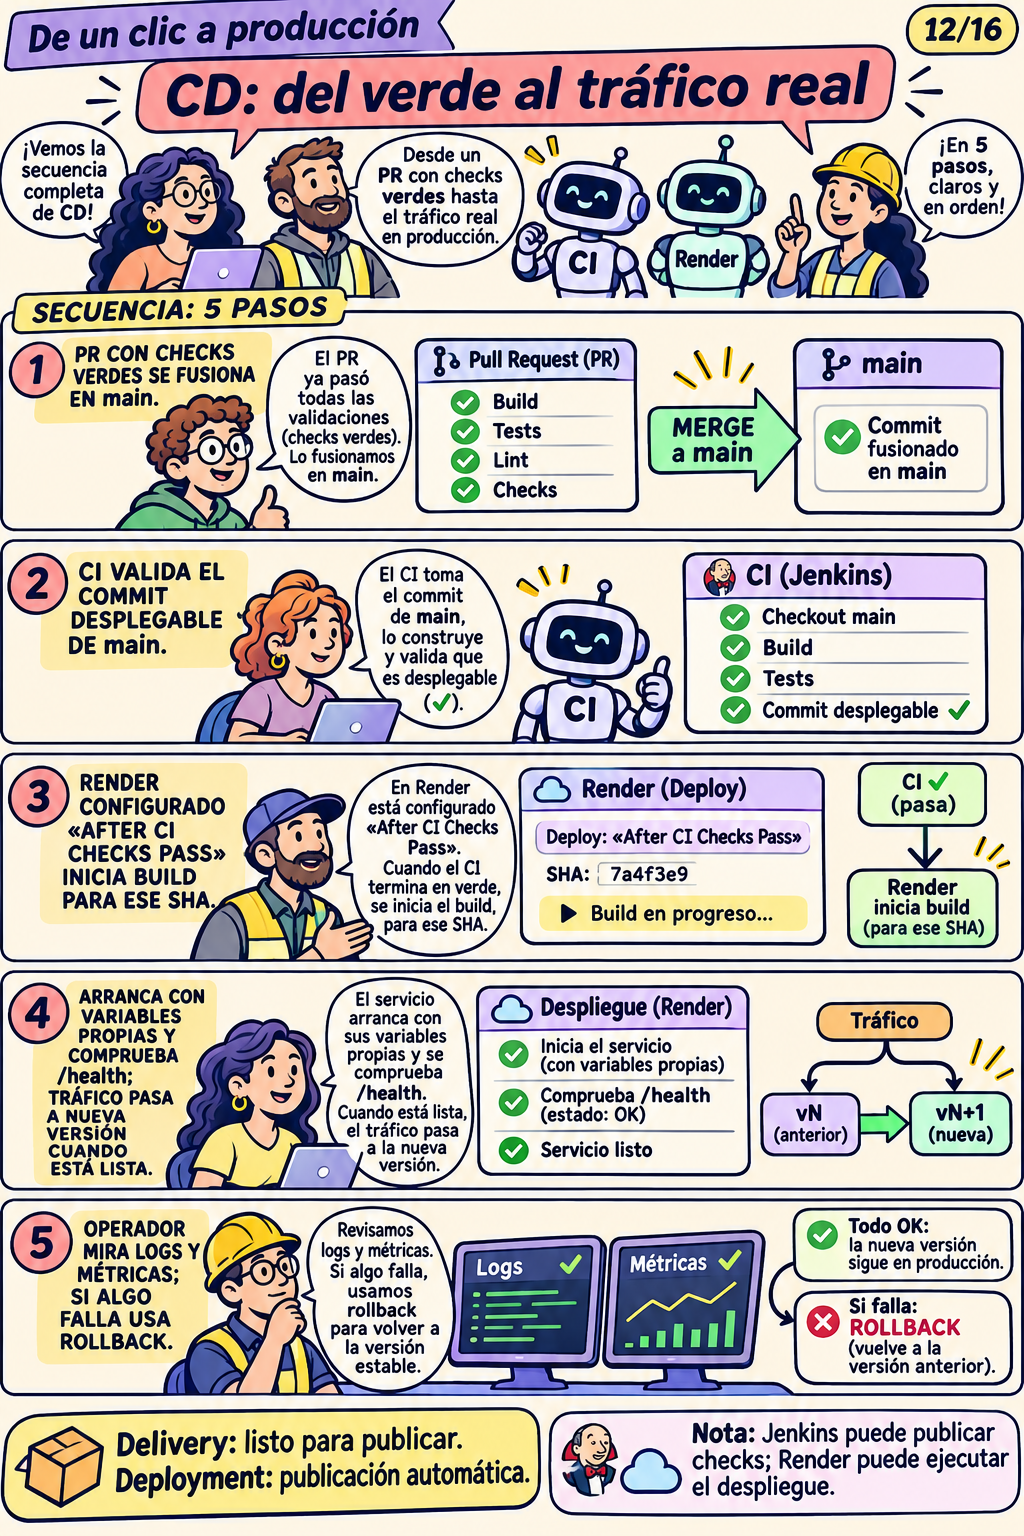 De un clic a producción
12/16
CD: del verde al tráfico real
¡Vemos la
secuencia
completa
de CD!
Desde un
PR con checks
verdes hasta
el tráfico real
en producción.
CI
Render
¡En 5
pasos,
claros y
en orden!
SECUENCIA: 5 PASOS
1
PR CON CHECKS
VERDES SE FUSIONA
EN main.
El PR
ya pasó
todas las
validaciones
(checks verdes).
Lo fusionamos
en main.
Pull Request (PR)
Build
Tests
Lint
Checks
MERGE
a main
main
Commit
fusionado
en main
2
CI VALIDA EL
COMMIT
DESPLEGABLE
DE main.
El CI toma
el commit
de main,
lo construye
y valida que
es desplegable
(✓).
CI
CI (Jenkins)
Checkout main
Build
Tests
Commit desplegable ✓
3
RENDER
CONFIGURADO
«AFTER CI
CHECKS PASS»
INICIA BUILD
PARA ESE SHA.
En Render
está configurado
«After CI Checks
Pass».
Cuando el CI
termina en verde,
se inicia el build,
para ese SHA.
Render (Deploy)
Deploy: «After CI Checks Pass»
SHA: 7a4f3e9
Build en progreso...
CI ✓
(pasa)
Render
inicia build
(para ese SHA)
4
ARRANCA CON
VARIABLES
PROPIAS Y
COMPRUEBA
/health;
TRÁFICO PASA
A NUEVA
VERSIÓN
CUANDO
ESTÁ LISTA.
El servicio
arranca con
sus variables
propias y se
comprueba
/health.
Cuando está lista,
el tráfico pasa
a la nueva
versión.
Despliegue (Render)
Inicia el servicio
(con variables propias)
Comprueba /health
(estado: OK)
Servicio listo
Tráfico
vN
(anterior)
vN+1
(nueva)
5
OPERADOR
MIRA LOGS Y
MÉTRICAS;
SI ALGO
FALLA USA
ROLLBACK.
Revisamos
logs y métricas.
Si algo falla,
usamos
rollback
para volver a
la versión
estable.
Logs ✓
Métricas ✓
Todo OK:
la nueva versión
sigue en producción.
Si falla:
ROLLBACK
(vuelve a la
versión anterior).
Delivery: listo para publicar.
Deployment: publicación automática.
Nota: Jenkins puede publicar
checks; Render puede ejecutar
el despliegue.